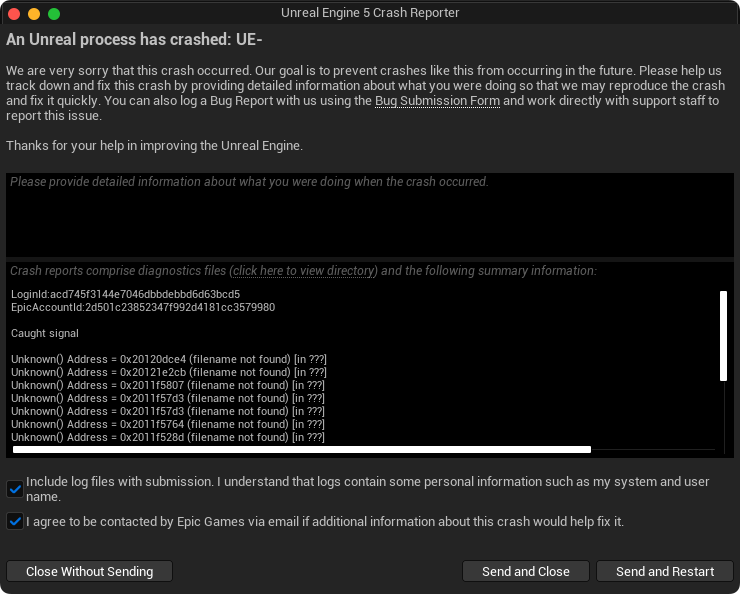 Unreal Engine 5 Crash Reporter
An Unreal process has crashed: UE-
We are very sorry that this crash occurred. Our goal is to prevent crashes like this from occurring in the future. Please help us
track down and fix this crash by providing detailed information about what you were doing so that we may reproduce the crash
and fix it quickly. You can also log a Bug Report with us using the Bug Submission Form and work directly with support staff to
report this issue.
Thanks for your help in improving the Unreal Engine.
Please provide detailed information about what you were doing when the crash occurred.
Crash reports comprise diagnostics files (click here to view directory) and the following summary information:
LoginId:acd745f3144e7046dbbdebbd6d63bcd5
EpicAccountId:2d501c23852347f992d4181cc3579980
Caught signal
Unknown() Address = 0x20120dce4 (filename not found) [in ???]
Unknown() Address = 0x20121e2cb (filename not found) [in ???]
Unknown() Address = 0x2011f5807 (filename not found) [in ???]
Unknown() Address = 0x2011f57d3 (filename not found) [in ???]
Unknown() Address = 0x2011f57d3 (filename not found) [in ???]
Unknown() Address = 0x2011f5764 (filename not found) [in ???]
Unknown() Address = 0x2011f528d (filename not found) [in ???]
Include log files with submission. I understand that logs contain some personal information such as my system and user
name.
I agree to be contacted by Epic Games via email if additional information about this crash would help fix it.
Close Without Sending
Send and Close
Send and Restart